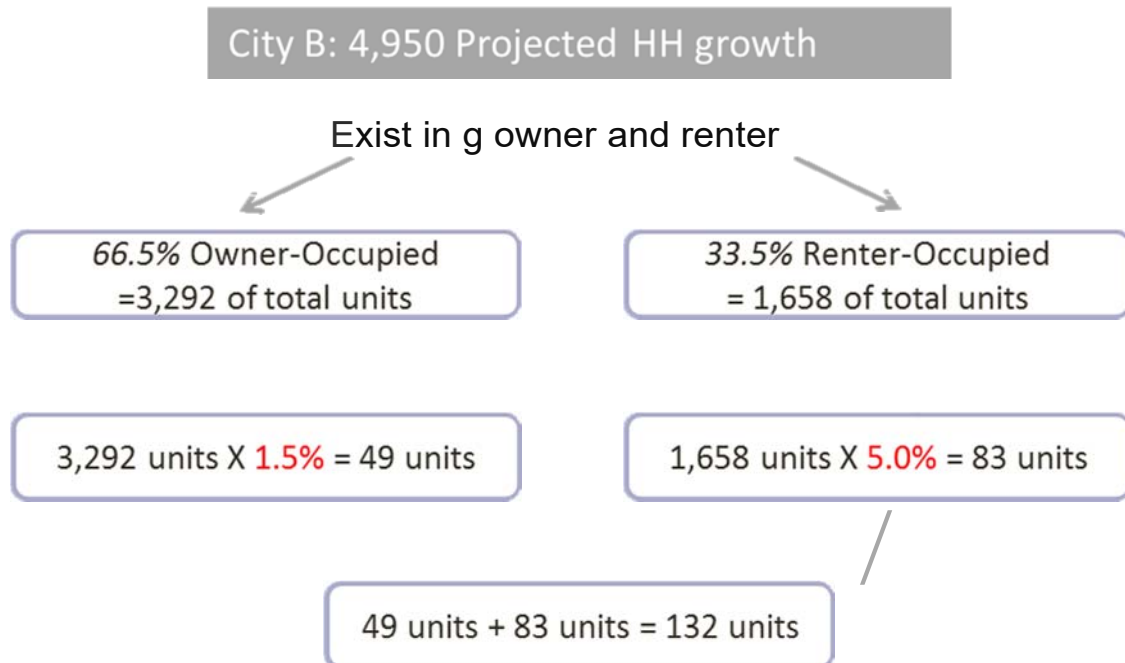 City B: 4,950 Projected HH growth
Exist in g owner and renter
66.5% Owner-Occupied
=3,292 of total units
33.5% Renter-Occupied
= 1,658 of total units
3,292 units X 1.5% = 49 units
1,658 units X 5.0% = 83 units
49 units + 83 units = 132 units